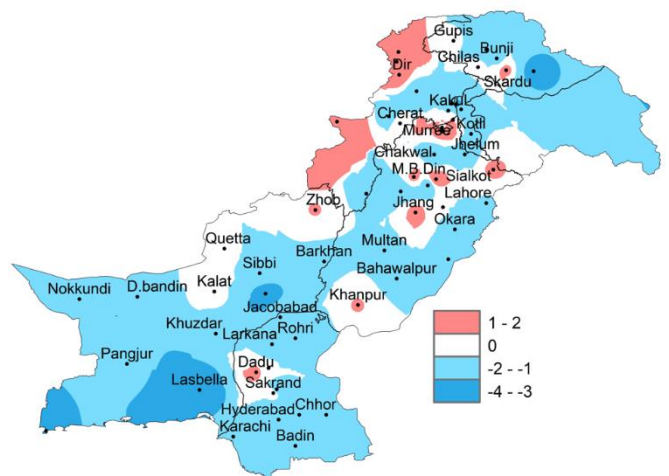 Gupis
Bunji
Dir
Chilas
Skardu
Kakul
Cherat
Murree
Kotli
Chakwal
Jhelum
M.B.Din
Sialkot
Lahore
Zhob
Jhang
Okara
Quetta
Multan
Barkhan
Sibbi
Bahawalpur
Nokkundi
D.bandin
Kalat
Khanpur
Jacobabad
Khuzdar
Larkana
Rohri
Pangjur
Dadu
Lasbella
Sakrand
Hyderabad
Chhor
Karachi
Badin
1 - 2
0
-2 - -1
-4 - -3